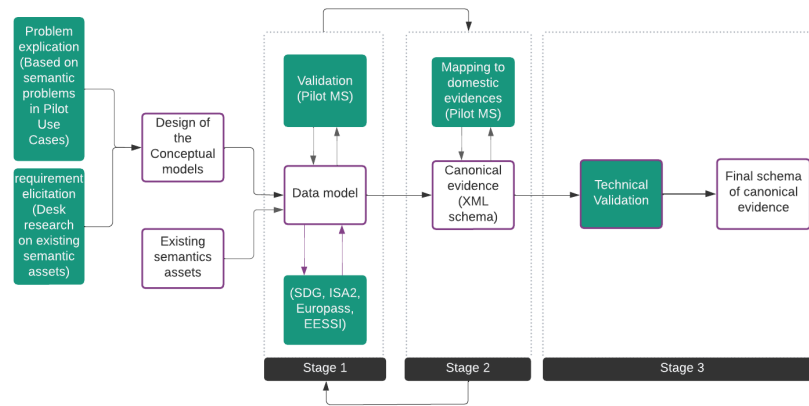 Problem
explication
(Based on
semantic
problems
in Pilot
Use
Cases)
requirement
elicitation
(Desk
research
on existing
semantic
assets)
Design of
the
Conceptual
models
Existing
semantics
assets
Validation
(Pilot MS)
Data model
(SDG, ISA2,
Europass,
EESSI)
Stage 1
Mapping to
domestic
evidences
(Pilot MS)
Canonical
evidence
(XML
schema)
Stage 2
Technical
Validation
Final schema
of canonical
evidence
Stage 3